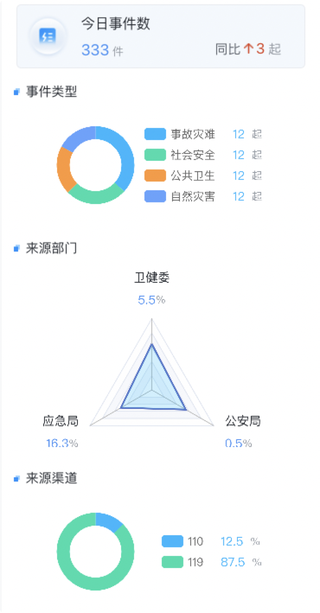 今日事件数
333 件
同比↑3 起
事件类型
事故灾难 12 起
社会安全 12 起
公共卫生 12 起
自然灾害 12 起
来源部门
卫健委
5.5%
应急局
16.3%
公安局
0.5%
来源渠道
110 12.5 %
119 87.5 %